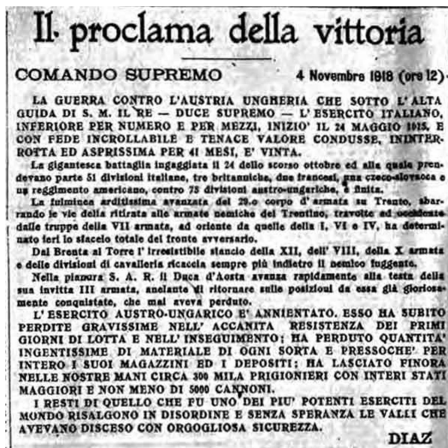 Il proclama della vittoria
COMANDO SUPREMO 4 Novembre 1918 (ore 12)
LA GUERRA CONTRO L'AUSTRIA UNGHERIA CHE SOTTO L'ALTA
GUIDA DI S. M. IL RE — DUCE SUPREMO — L'ESERCITO ITALIANO,
INFERIORE PER NUMERO E PER MEZZI, INIZIO' IL 24 MAGGIO 1915, E
CON FEDE INCROLLABILE E TENACE VALORE CONDUSSE, ININTER-
ROTTA ED ASPRISSIMA PER 41 MESI, E' VINTA.
La gigantesca battaglia ingaggiata il 24 dello scorso ottobre ed alla quale pren-
devano parte 51 divisioni italiane, tre britanniche, due francesi, una czeco-slovaca e
un reggimento americano, contro 73 divisioni austro-ungariche, è finita.
La fulminea arditissima avanzata del 29.o corpo d'armata su Trento, sbar-
rando le vie della ritirata alle armate nemiche del Trentino, travolte ad occidente
dalle truppe della VII armata, ad oriente da quelle della I, VI e IV, ha determi-
nato ieri lo sfacelo totale del fronte avversario.
Dal Brenta al Torre l'irresistibile slancio della XII, dell' VIII, della X armata
e delle divisioni di cavalleria ricaccia sempre più indietro il nemico fuggente.
Nella pianura S. A. R. il Duca d'Aosta avanza rapidamente alla testa della
sua invitta III armata, anelante di ritornare sulle posizioni da essa già gloriosa-
mente conquistate, che mai aveva perduto.
L'ESERCITO AUSTRO-UNGARICO E' ANNIENTATO. ESSO HA SUBITO
PERDITE GRAVISSIME NELL' ACCANITA RESISTENZA DEI PRIMI
GIORNI DI LOTTA E NELL'INSEGUIMENTO; HA PERDUTO QUANTITA'
INGENTISSIME DI MATERIALE DI OGNI SORTA E PRESSOCHE' PER
INTERO I SUOI MAGAZZINI ED I DEPOSITI; HA LASCIATO FINORA
NELLE NOSTRE MANI CIRCA 300 MILA PRIGIONIERI CON INTERI STATI
MAGGIORI E NON MENO DI 5000 CANNONI.
I RESTI DI QUELLO CHE FU UNO DEI PIU' POTENTI ESERCITI DEL
MONDO RISALGONO IN DISORDINE E SENZA SPERANZA LE VALLI CHE
AVEVANO DISCESO CON ORGOGLIOSA SICUREZZA.
DIAZ